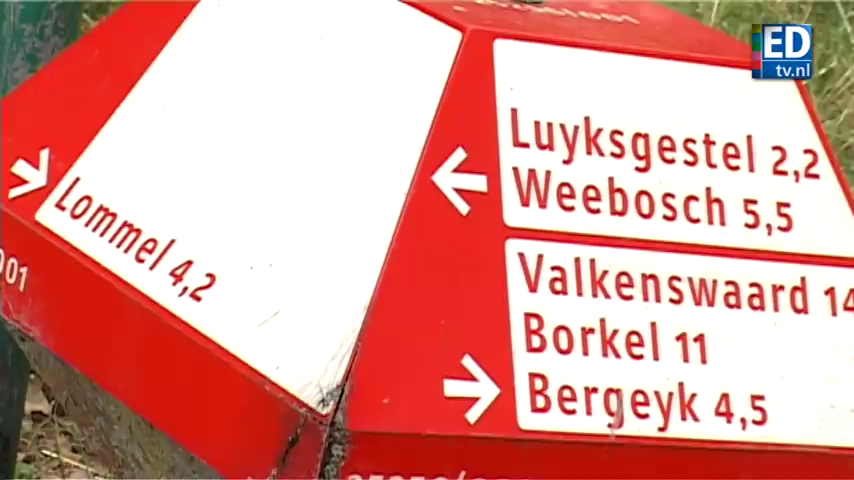 ED
tv.nl
Luyksgestel 2,2
Weebosch 5,5
Valkenswaard 14
Borkel 11
Bergeyk 4,5
Lommel 4,2
001